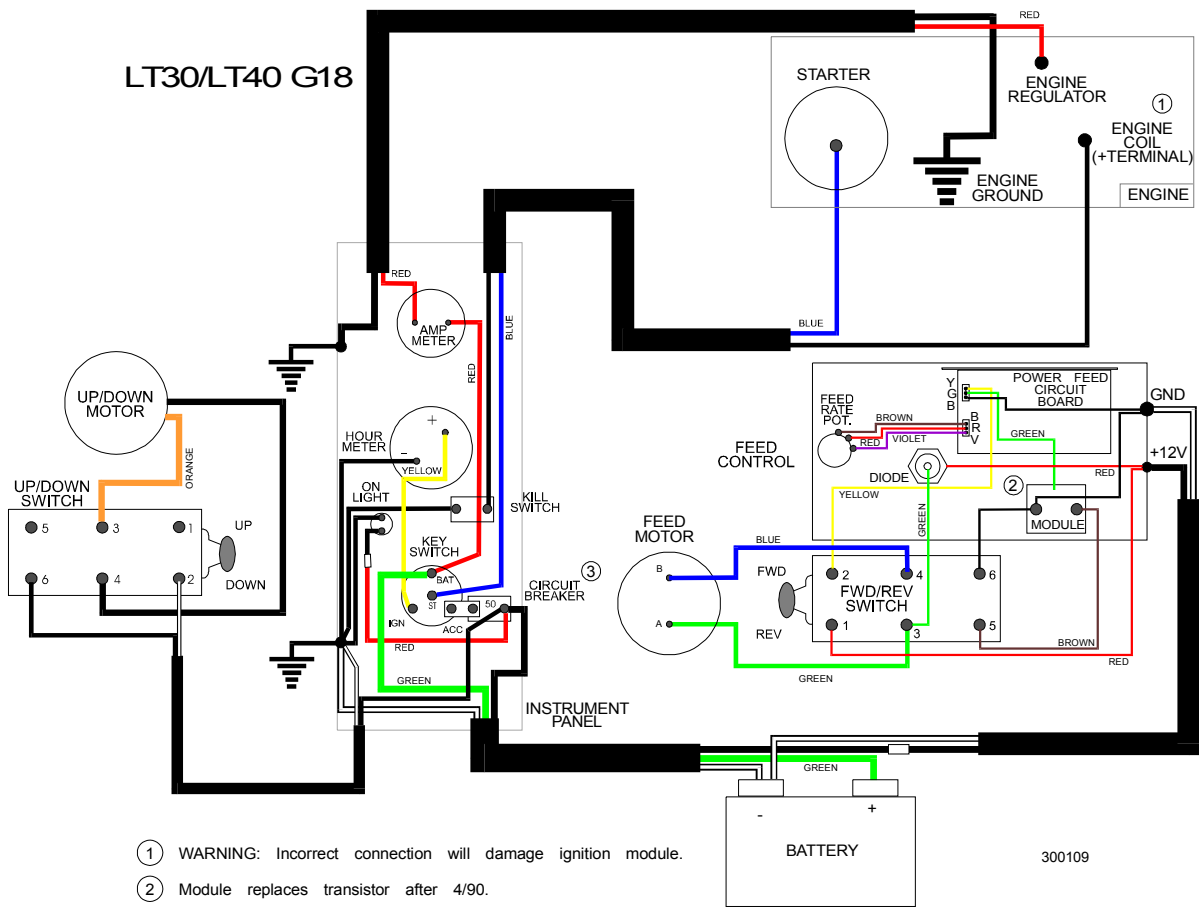 LT30/LT40 G18
RED
STARTER
ENGINE
REGULATOR
1
ENGINE
COIL
(+TERMINAL)
ENGINE
GROUND
ENGINE
RED
AMP
METER
BLUE
RED
BLUE
UP/DOWN
MOTOR
ORANGE
HOUR
METER
+
-
YELLOW
ON
LIGHT
KILL
SWITCH
UP/DOWN
SWITCH
5
3
1
UP
6
4
2
DOWN
KEY
SWITCH
BAT
ST
IGN
ACC
50
CIRCUIT
BREAKER
3
RED
GREEN
INSTRUMENT
PANEL
FEED
CONTROL
FEED
RATE
POT.
BROWN
RED
VIOLET
Y
G
B
B
R
V
POWER FEED
CIRCUIT
BOARD
GREEN
GND
+12V
RED
DIODE
YELLOW
GREEN
2
MODULE
FEED
MOTOR
B
A
BLUE
GREEN
FWD
REV
2
4
6
FWD/REV
SWITCH
1
3
5
BROWN
RED
GREEN
-
+
BATTERY
300109
1 WARNING: Incorrect connection will damage ignition module.
2 Module replaces transistor after 4/90.